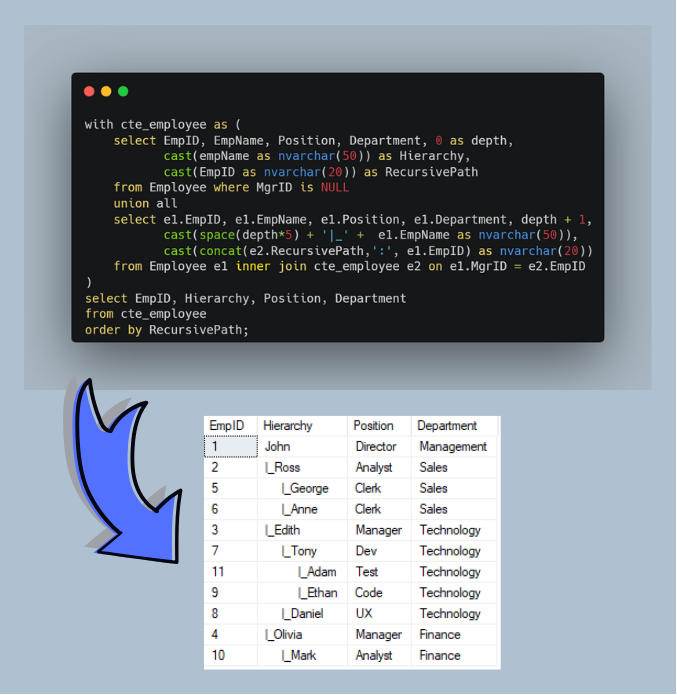 with cte_employee as (
    select EmpID, EmpName, Position, Department, 0 as depth,
           cast(empName as nvarchar(50)) as Hierarchy,
           cast(EmpID as nvarchar(20)) as RecursivePath
    from Employee where MgrID is NULL
    union all
    select e1.EmpID, e1.EmpName, e1.Position, e1.Department, depth + 1,
           cast(space(depth*5) + '|_' +  e1.EmpName as nvarchar(50)),
           cast(concat(e2.RecursivePath,':', e1.EmpID) as nvarchar(20))
    from Employee e1 inner join cte_employee e2 on e1.MgrID = e2.EmpID
)
select EmpID, Hierarchy, Position, Department
from cte_employee
order by RecursivePath;
EmpID Hierarchy Position Department
1 John Director Management
2 |_Ross Analyst Sales
5 |_George Clerk Sales
6 |_Anne Clerk Sales
3 |_Edith Manager Technology
7 |_Tony Dev Technology
11 |_Adam Test Technology
9 |_Ethan Code Technology
8 |_Daniel UX Technology
4 |_Olivia Manager Finance
10 |_Mark Analyst Finance